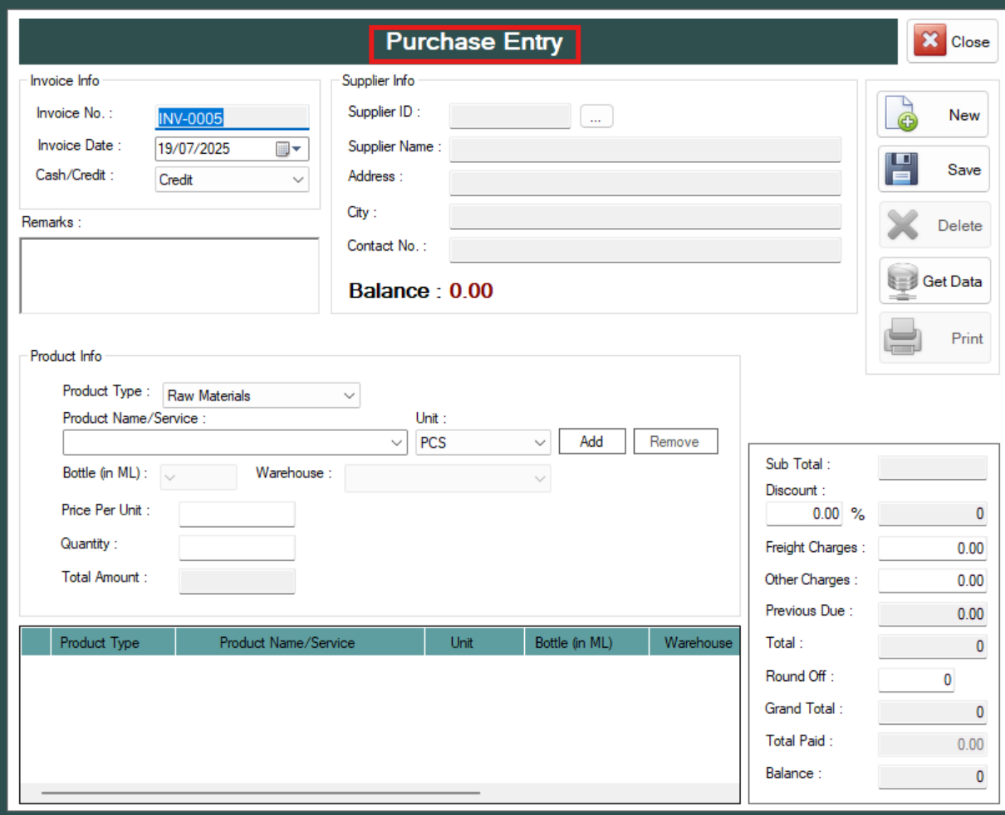 Purchase Entry
Close
Invoice Info
Invoice No. : INV-0005
Invoice Date : 19/07/2025
Cash/Credit : Credit
Remarks :
Supplier Info
Supplier ID : ...
Supplier Name :
Address :
City :
Contact No. :
Balance : 0.00
New
Save
Delete
Get Data
Print
Product Info
Product Type : Raw Materials
Product Name/Service : Unit :
PCS Add Remove
Bottle (in ML) : Warehouse :
Price Per Unit :
Quantity :
Total Amount :
Product Type Product Name/Service Unit Bottle (in ML) Warehouse
Sub Total :
Discount :
0.00 % 0
Freight Charges : 0.00
Other Charges : 0.00
Previous Due : 0.00
Total : 0
Round Off : 0
Grand Total : 0
Total Paid : 0.00
Balance : 0